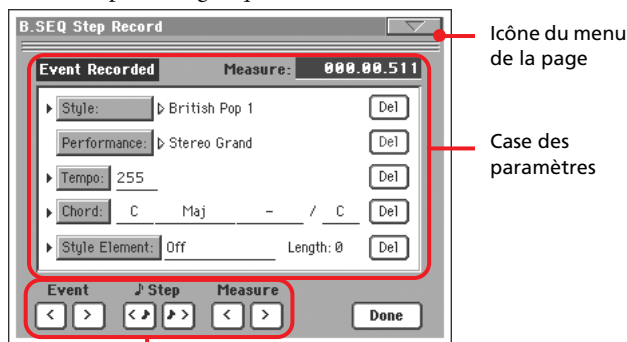 B.SEQ Step Record
Icône du menu
de la page
Event Recorded Measure: 000.00.511
Style: British Pop 1 Del
Case des
paramètres
Performance: Stereo Grand Del
Tempo: 255 Del
Chord: C Maj - / C Del
Style Element: Off Length: 0 Del
Event Step Measure
< > < ♪ ♪ > < > Done